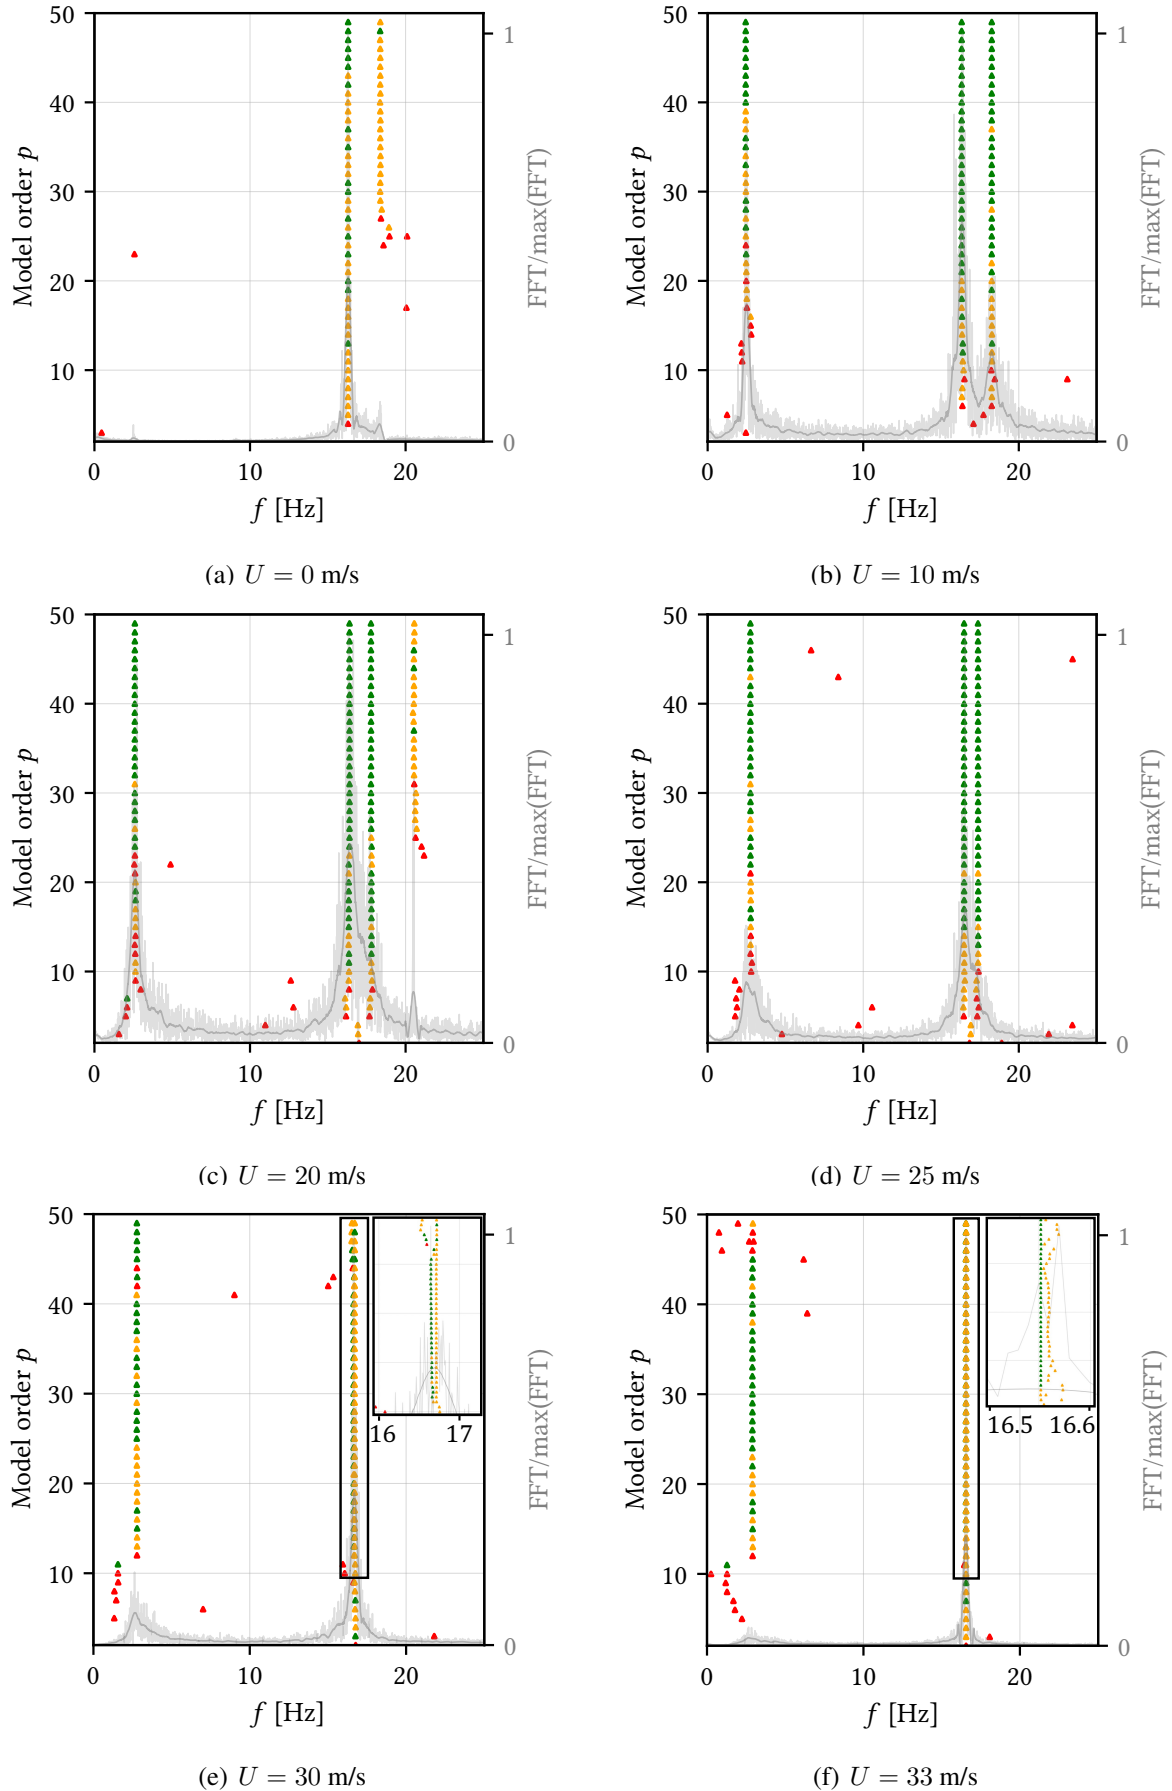 50
40
30
20
10
Model order p
1
0
FFT/max(FFT)
0 10 20
f [Hz]
(a) U = 0 m/s
50
40
30
20
10
Model order p
1
0
FFT/max(FFT)
0 10 20
f [Hz]
(b) U = 10 m/s
50
40
30
20
10
Model order p
1
0
FFT/max(FFT)
0 10 20
f [Hz]
(c) U = 20 m/s
50
40
30
20
10
Model order p
1
0
FFT/max(FFT)
0 10 20
f [Hz]
(d) U = 25 m/s
50
40
30
20
10
Model order p
16 17
1
0
FFT/max(FFT)
0 10 20
f [Hz]
(e) U = 30 m/s
50
40
30
20
10
Model order p
16.5 16.6
1
0
FFT/max(FFT)
0 10 20
f [Hz]
(f) U = 33 m/s